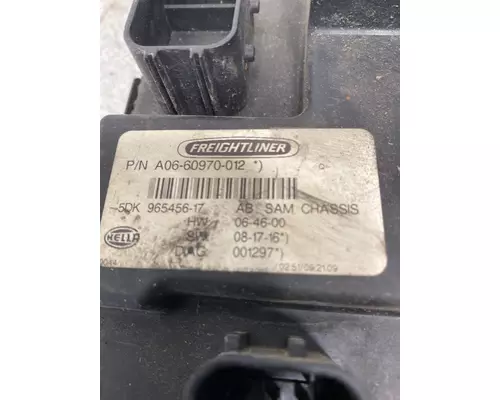 FREIGHTLINER
P/N A06-60970-012 *)
5DK 965456-17 AB SAM CHASSIS
HW 06-46-00
08-17-16*)
HELLA
001297*)